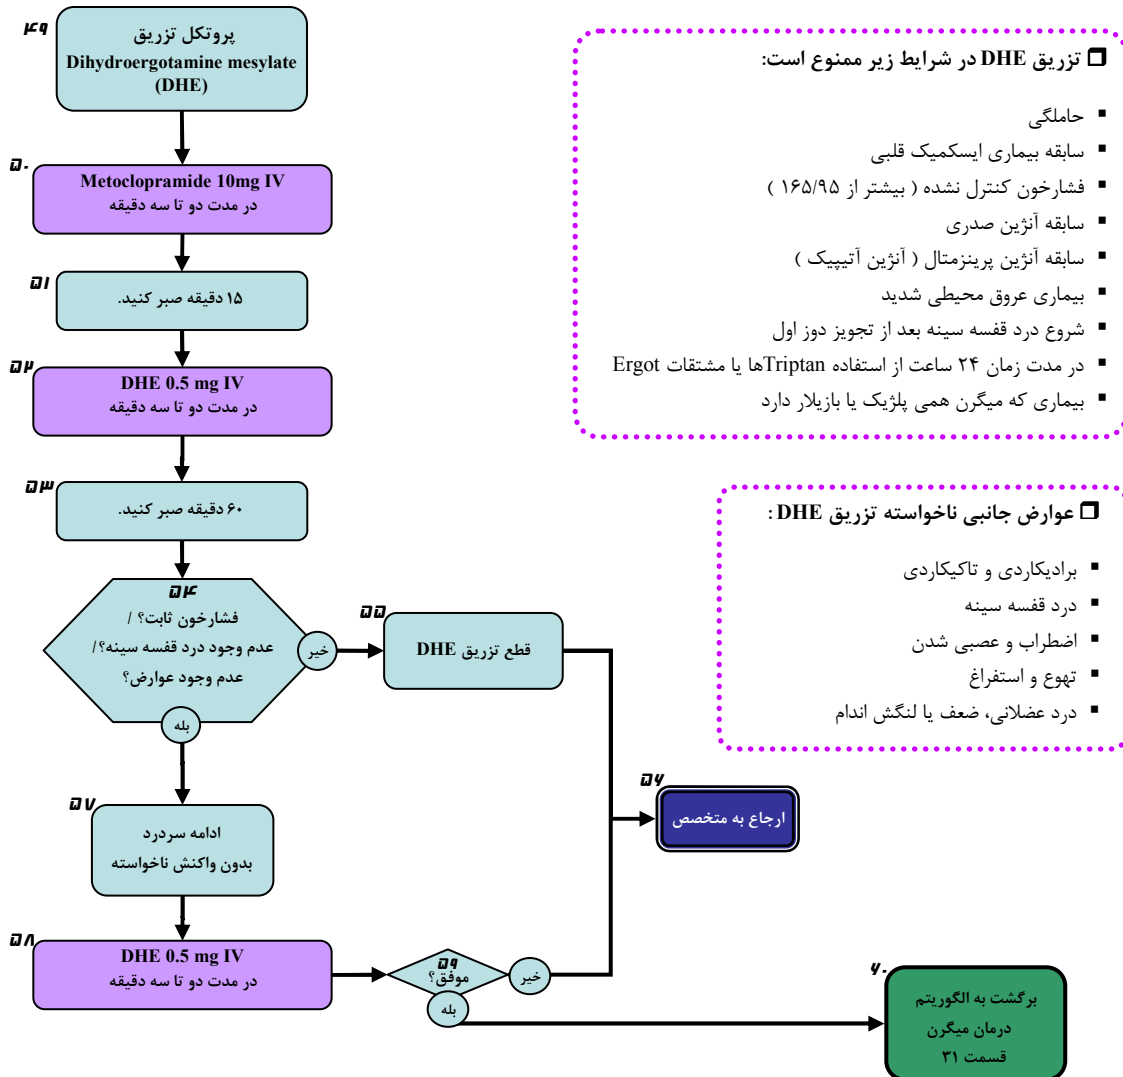 ۴۹
پروتکل تزریق
Dihydroergotamine mesylate
(DHE)
۵۰
Metoclopramide 10mg IV
در مدت دو تا سه دقیقه
۵۱
۱۵ دقیقه صبر کنید.
۵۲
DHE 0.5 mg IV
در مدت دو تا سه دقیقه
۵۳
۶۰ دقیقه صبر کنید.
۵۴
فشارخون ثابت؟ /
عدم وجود درد قفسه سینه؟/
عدم وجود عوارض؟
خیر
بله
۵۵
قطع تزریق DHE
۵۶
ارجاع به متخصص
۵۷
ادامه سردرد
بدون واکنش ناخواسته
۵۸
DHE 0.5 mg IV
در مدت دو تا سه دقیقه
۵۹
موفق؟
خیر
بله
۶۰
برگشت به الگوریتم
درمان میگرن
قسمت ۳۱
❒ تزریق DHE در شرایط زیر ممنوع است:
▪ حاملگی
▪ سابقه بیماری ایسکمیک قلبی
▪ فشارخون کنترل نشده ( بیشتر از ۱۶۵/۹۵ )
▪ سابقه آنژین صدری
▪ سابقه آنژین پرینزمتال ( آنژین آتیپیک )
▪ بیماری عروق محیطی شدید
▪ شروع درد قفسه سینه بعد از تجویز دوز اول
▪ در مدت زمان ۲۴ ساعت از استفاده Triptanها یا مشتقات Ergot
▪ بیماری که میگرن همی پلژیک یا بازیلار دارد
❒ عوارض جانبی ناخواسته تزریق DHE:
▪ برادیکاردی و تاکیکاردی
▪ درد قفسه سینه
▪ اضطراب و عصبی شدن
▪ تهوع و استفراغ
▪ درد عضلانی، ضعف یا لنگش اندام